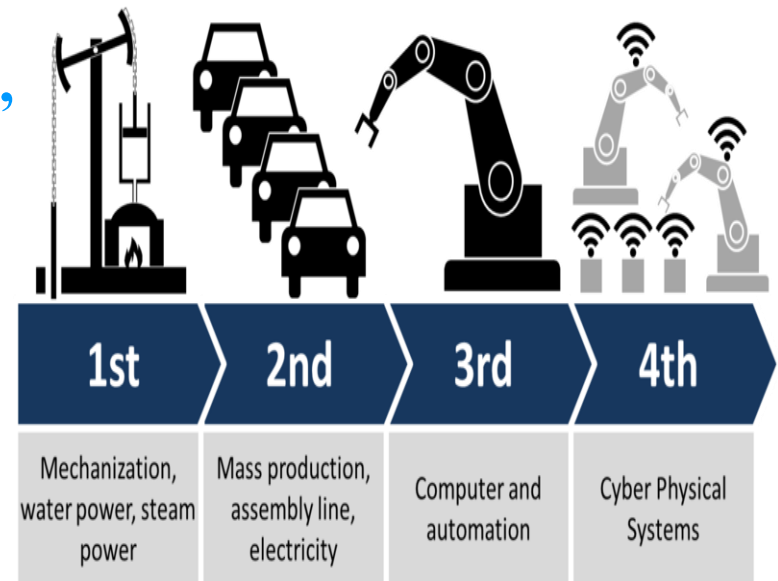 ,
1st
2nd
3rd
4th
Mechanization,
water power, steam
power
Mass production,
assembly line,
electricity
Computer and
automation
Cyber Physical
Systems